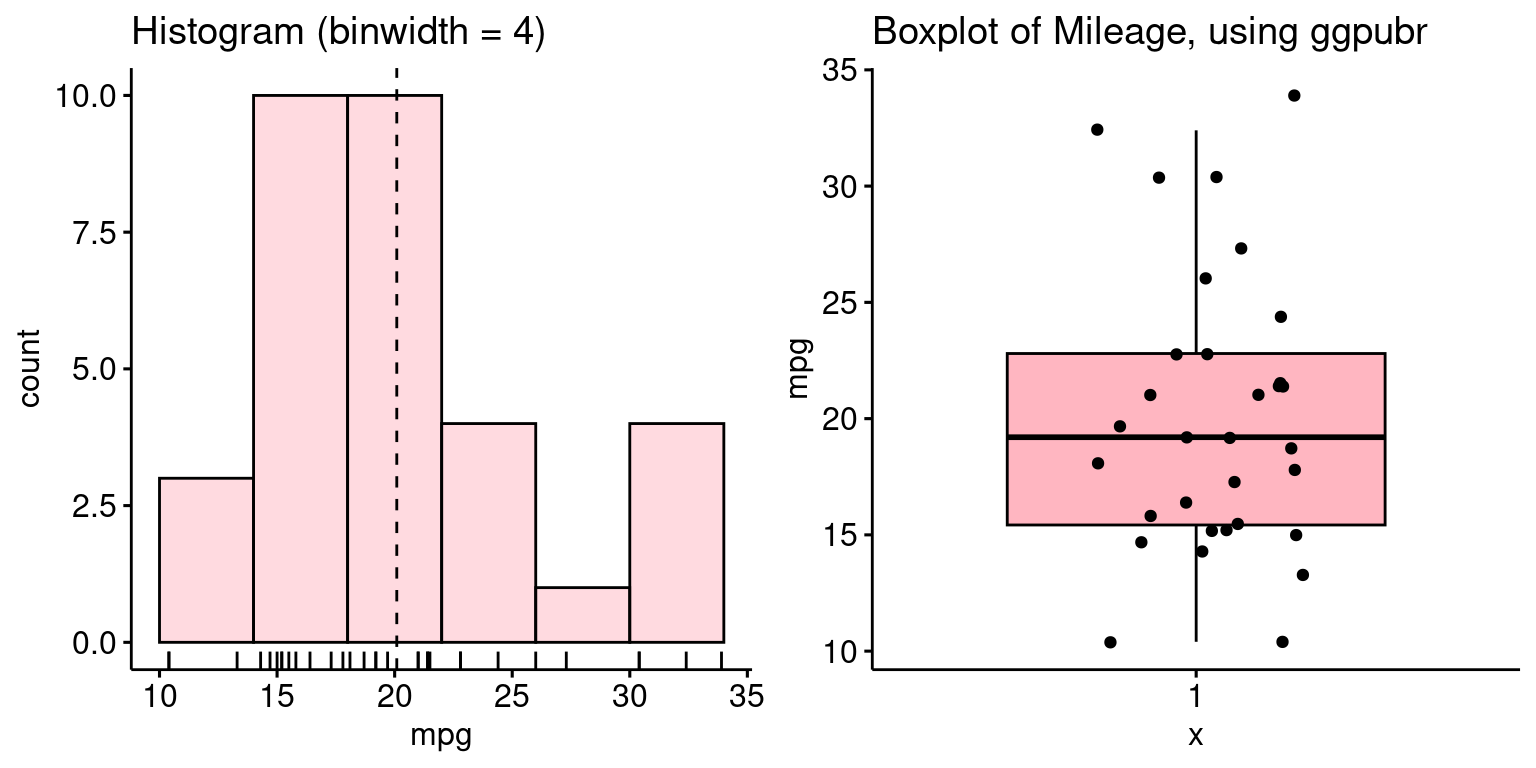 Histogram (binwidth = 4)
count
10.0
7.5
5.0
2.5
0.0
10 15 20 25 30 35
mpg
Boxplot of Mileage, using ggpubr
mpg
35
30
25
20
15
10
1
x